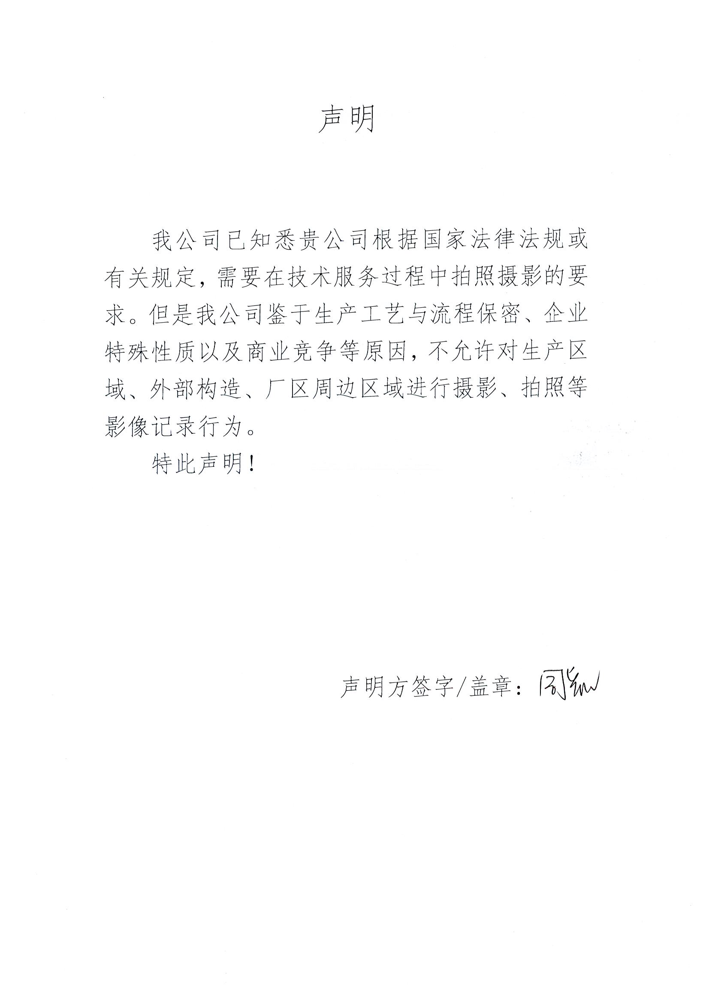 声明
我公司已知悉贵公司根据国家法律法规或
有关规定，需要在技术服务过程中拍照摄影的要
求。但是我公司鉴于生产工艺与流程保密、企业
特殊性质以及商业竞争等原因，不允许对生产区
域、外部构造、厂区周边区域进行摄影、拍照等
影像记录行为。
特此声明！
声明方签字/盖章：